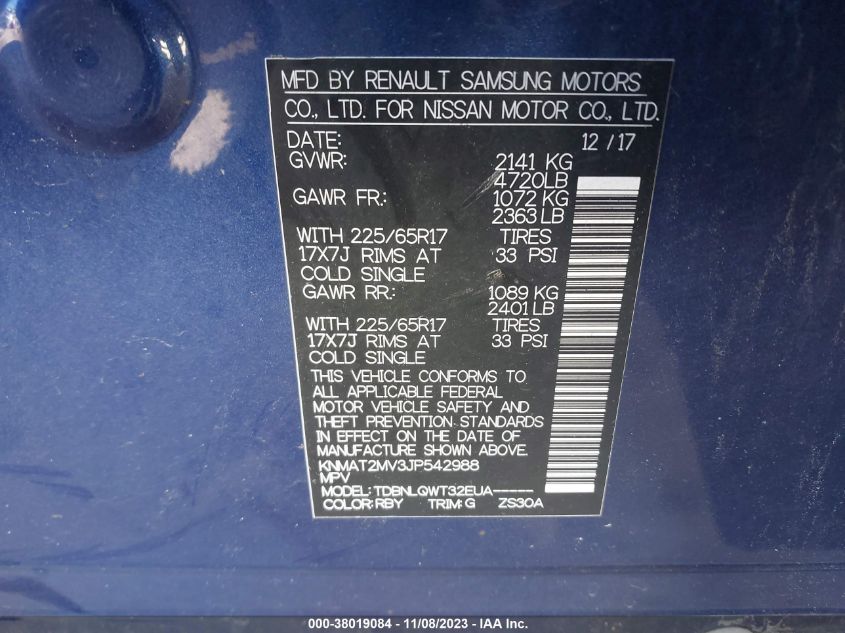 MFD BY RENAULT SAMSUNG MOTORS
CO., LTD. FOR NISSAN MOTOR CO., LTD.
DATE: 12 / 17
GVWR: 2141 KG
4720LB
GAWR FR.: 1072 KG
2363 LB
WITH 225/65R17 TIRES
17X7J RIMS AT 33 PSI
COLD SINGLE
GAWR RR.: 1089 KG
2401 LB
WITH 225/65R17 TIRES
17X7J RIMS AT 33 PSI
COLD SINGLE
THIS VEHICLE CONFORMS TO
ALL APPLICABLE FEDERAL
MOTOR VEHICLE SAFETY AND
THEFT PREVENTION STANDARDS
IN EFFECT ON THE DATE OF
MANUFACTURE SHOWN ABOVE.
KNMAT2MV3JP542988
MPV
MODEL: TDBNLQWT32EUA-----
COLOR: RBY TRIM: G ZS30A
000-38019084 - 11/08/2023 - IAA Inc.